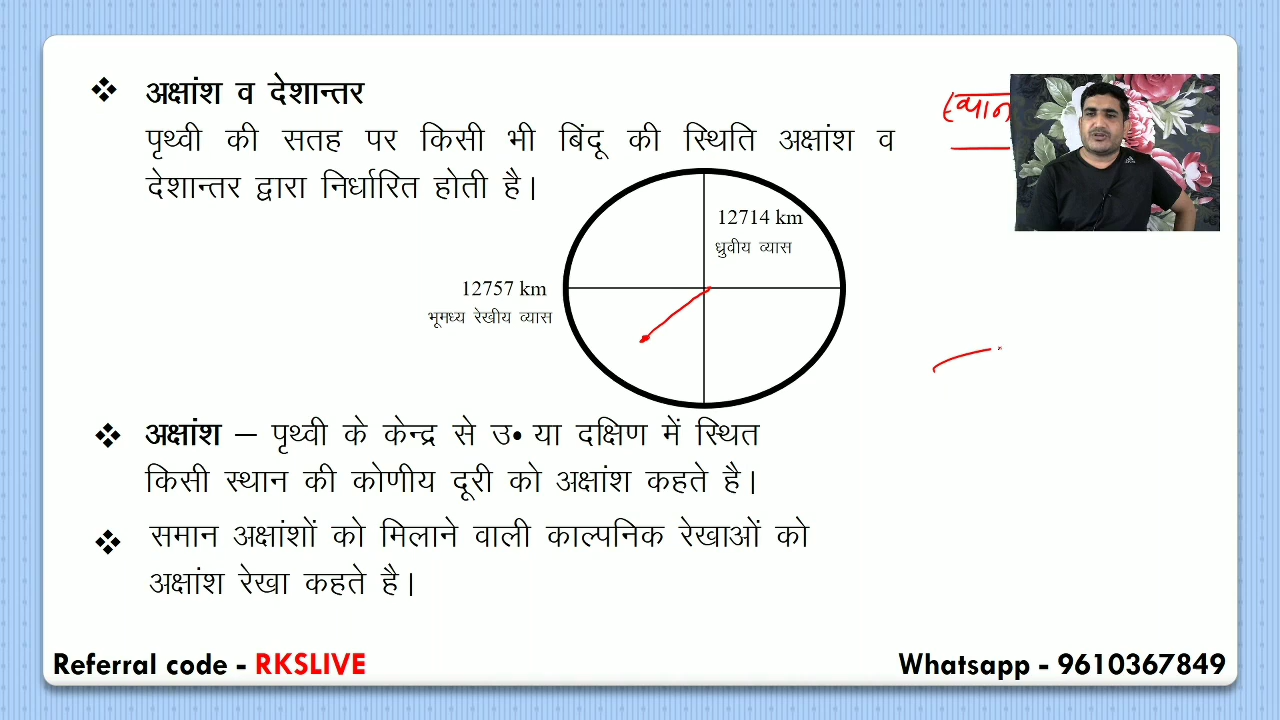 ❖ अक्षांश व देशान्तर
पृथ्वी की सतह पर किसी भी बिंदू की स्थिति अक्षांश व
देशान्तर द्वारा निर्धारित होती है।
12714 km
ध्रुवीय व्यास
12757 km
भूमध्य रेखीय व्यास
❖ अक्षांश – पृथ्वी के केन्द्र से उ• या दक्षिण में स्थित
किसी स्थान की कोणीय दूरी को अक्षांश कहते है।
❖ समान अक्षांशों को मिलाने वाली काल्पनिक रेखाओं को
अक्षांश रेखा कहते है।
Referral code - RKSLIVE
Whatsapp - 9610367849